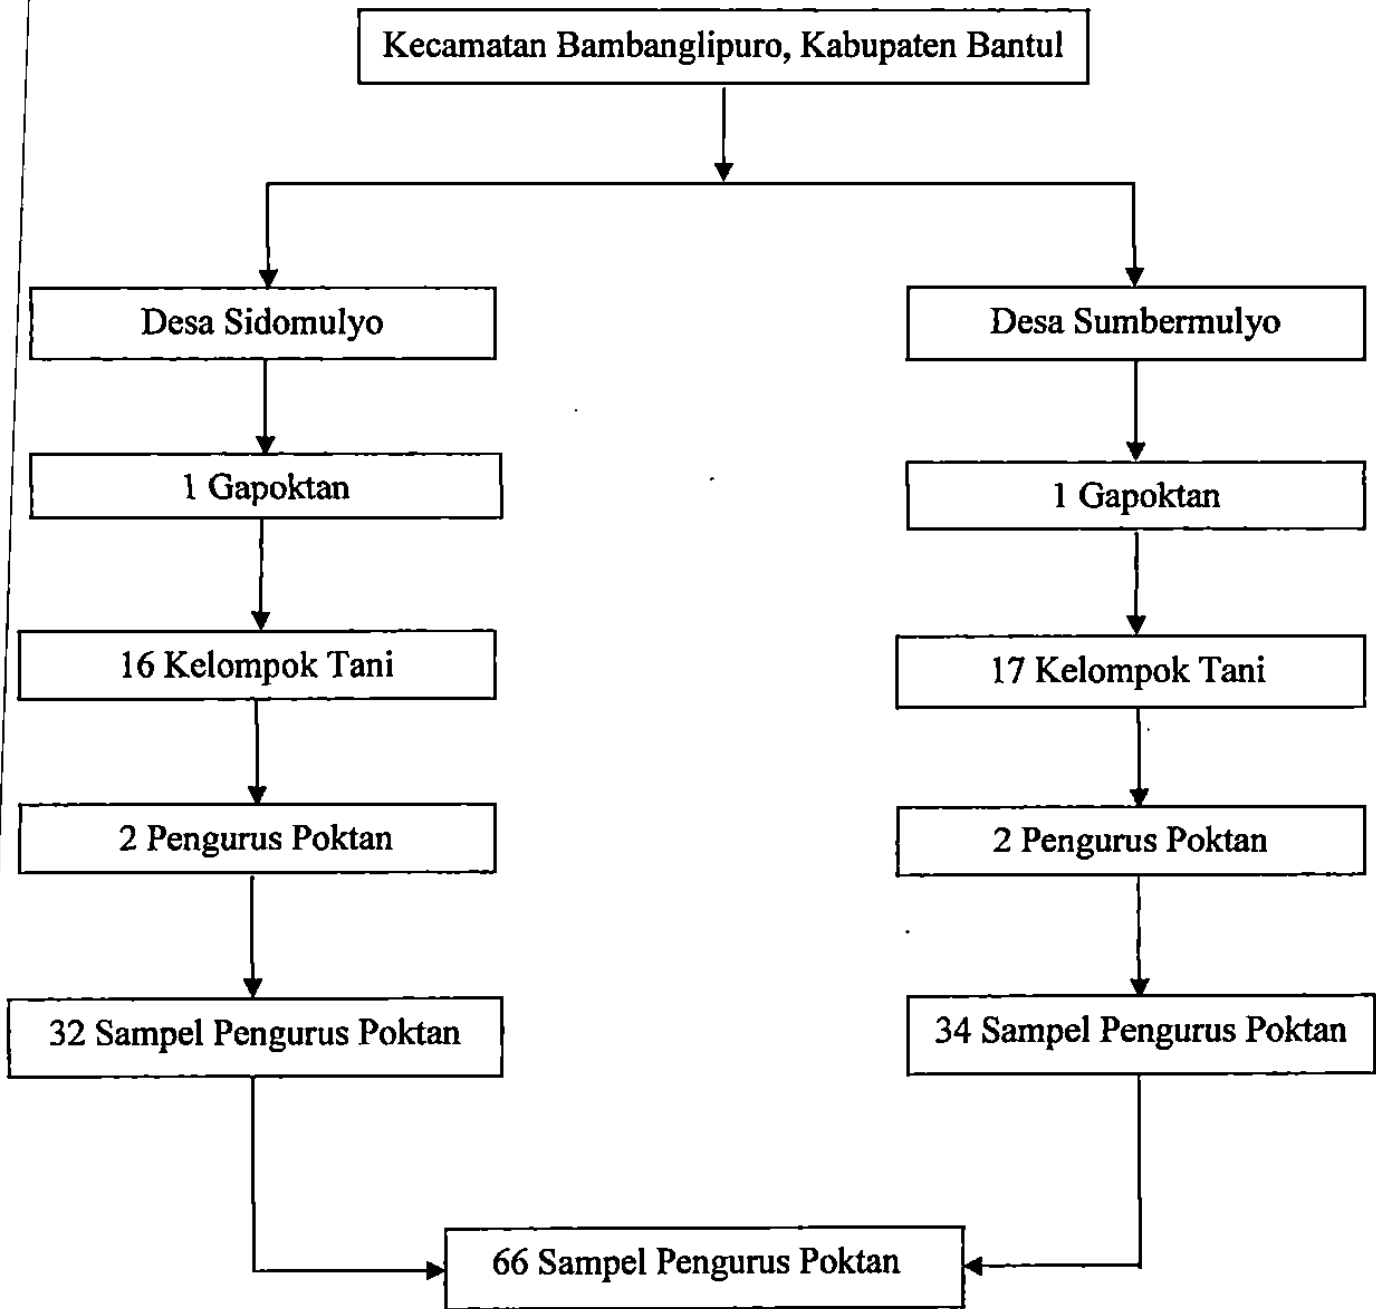 Kecamatan Bambanglipuro, Kabupaten Bantul
Desa Sidomulyo
Desa Sumbermulyo
1 Gapoktan
1 Gapoktan
16 Kelompok Tani
17 Kelompok Tani
2 Pengurus Poktan
2 Pengurus Poktan
32 Sampel Pengurus Poktan
34 Sampel Pengurus Poktan
66 Sampel Pengurus Poktan